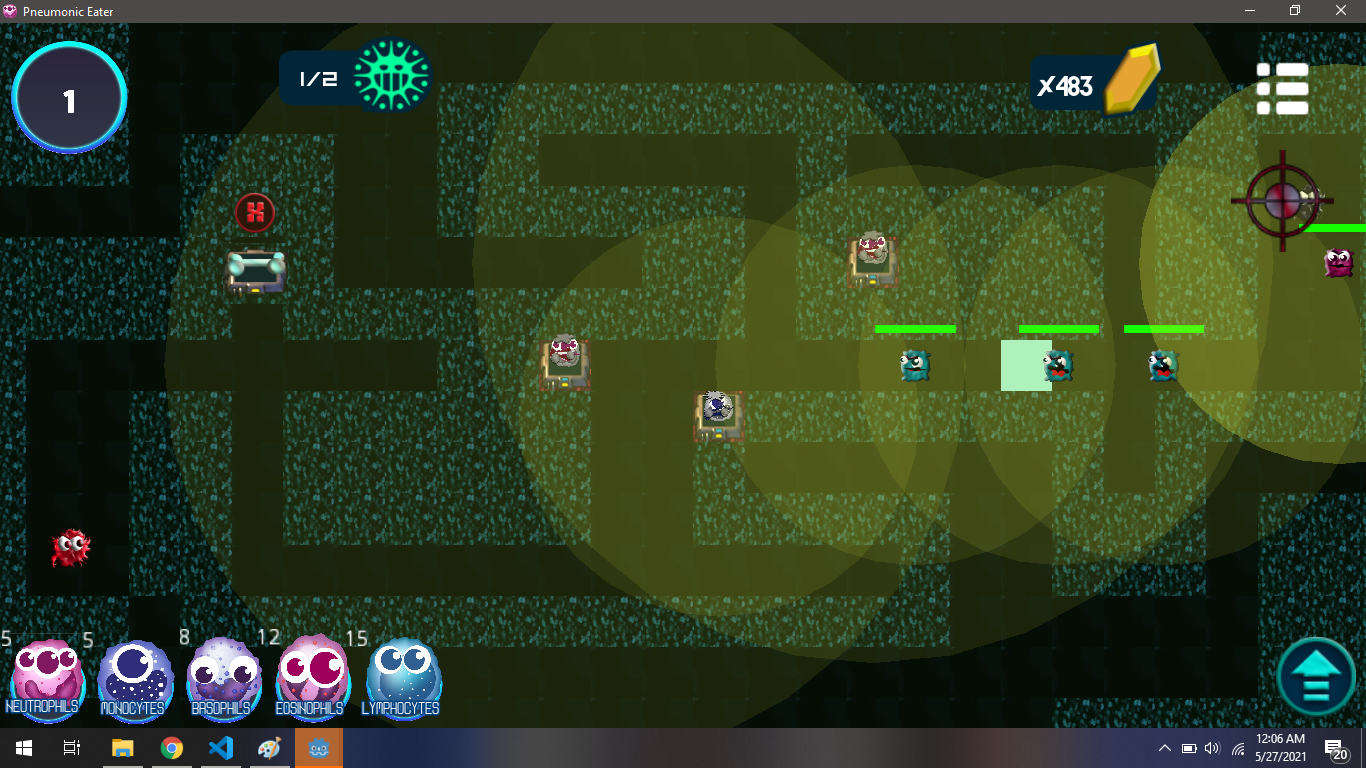 Pneumonic Eater
1
1/2
x483
5
5
8
12
15
NEUTROPHILS
MONOCYTES
BASOPHILS
EOSINOPHILS
LYMPHOCYTES
12:06 AM
5/27/2021
20